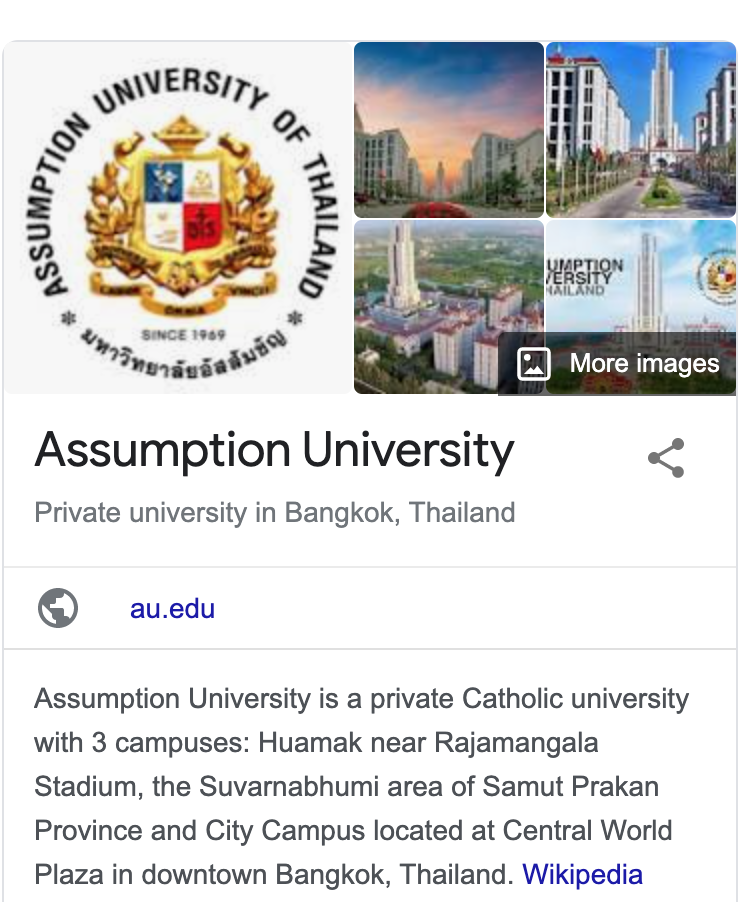 ASSUMPTION UNIVERSITY OF THAILAND
LABOR OMNIA VINCIT
SINCE 1969
* มหาวิทยาลัยอัสสัมชัญ *
UMPTION
VERSITY
HAILAND
More images
Assumption University
Private university in Bangkok, Thailand
au.edu
Assumption University is a private Catholic university
with 3 campuses: Huamak near Rajamangala
Stadium, the Suvarnabhumi area of Samut Prakan
Province and City Campus located at Central World
Plaza in downtown Bangkok, Thailand. Wikipedia